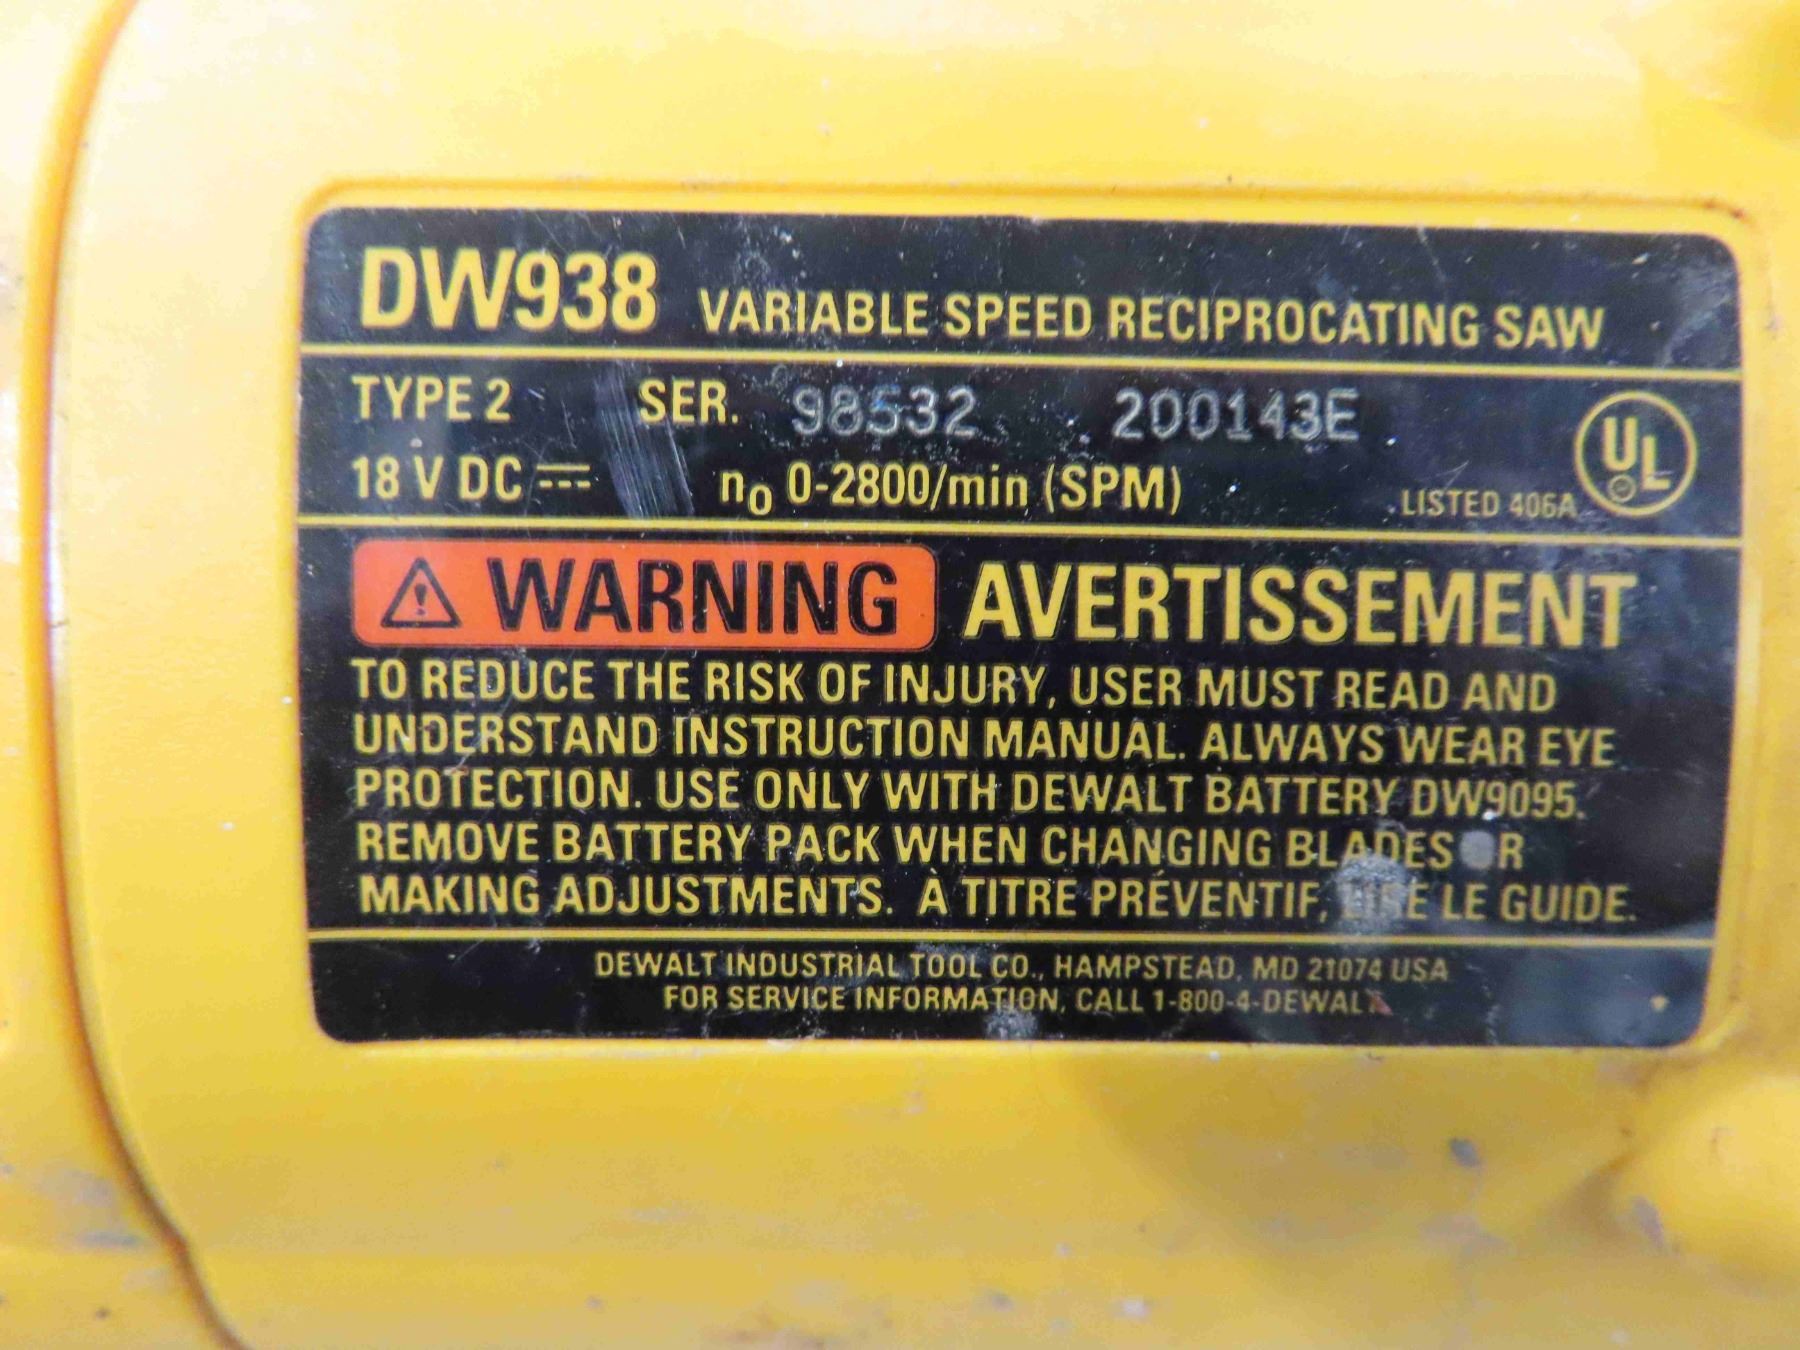 DW938 VARIABLE SPEED RECIPROCATING SAW
TYPE 2 SER. 98532 200143E
18 V DC n₀ 0-2800/min (SPM)
LISTED 406A UL
WARNING AVERTISSEMENT
TO REDUCE THE RISK OF INJURY, USER MUST READ AND
UNDERSTAND INSTRUCTION MANUAL. ALWAYS WEAR EYE
PROTECTION. USE ONLY WITH DEWALT BATTERY DW9095.
REMOVE BATTERY PACK WHEN CHANGING BLADES OR
MAKING ADJUSTMENTS. A TITRE PRÉVENTIF, LIRE LE GUIDE.
DEWALT INDUSTRIAL TOOL CO., HAMPSTEAD, MD 21074 USA
FOR SERVICE INFORMATION, CALL 1-800-4-DEWALT